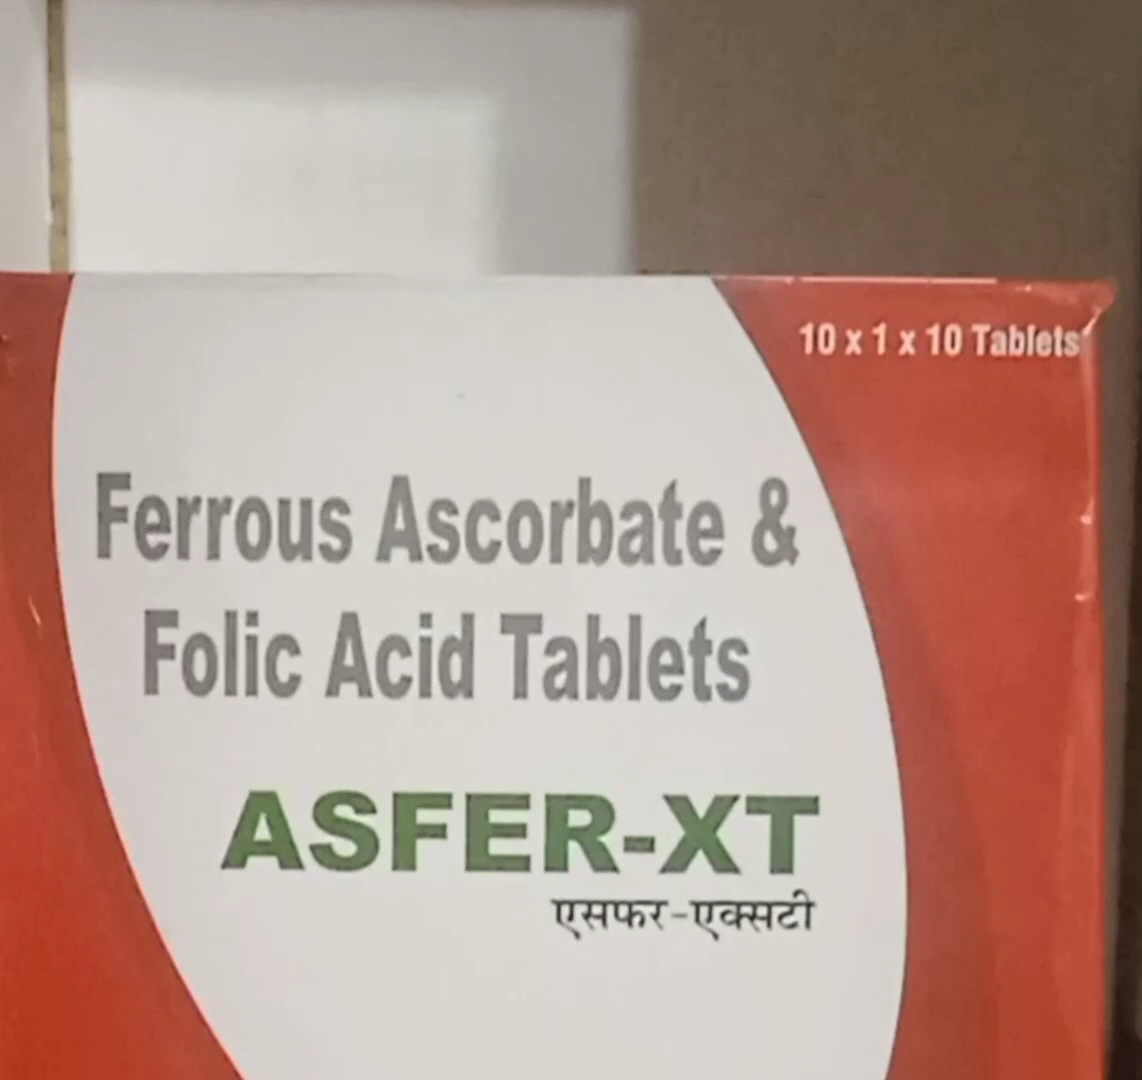 10 x 1 x 10 Tablets
Ferrous Ascorbate &
Folic Acid Tablets
ASFER-XT
एसफर-एक्सटी